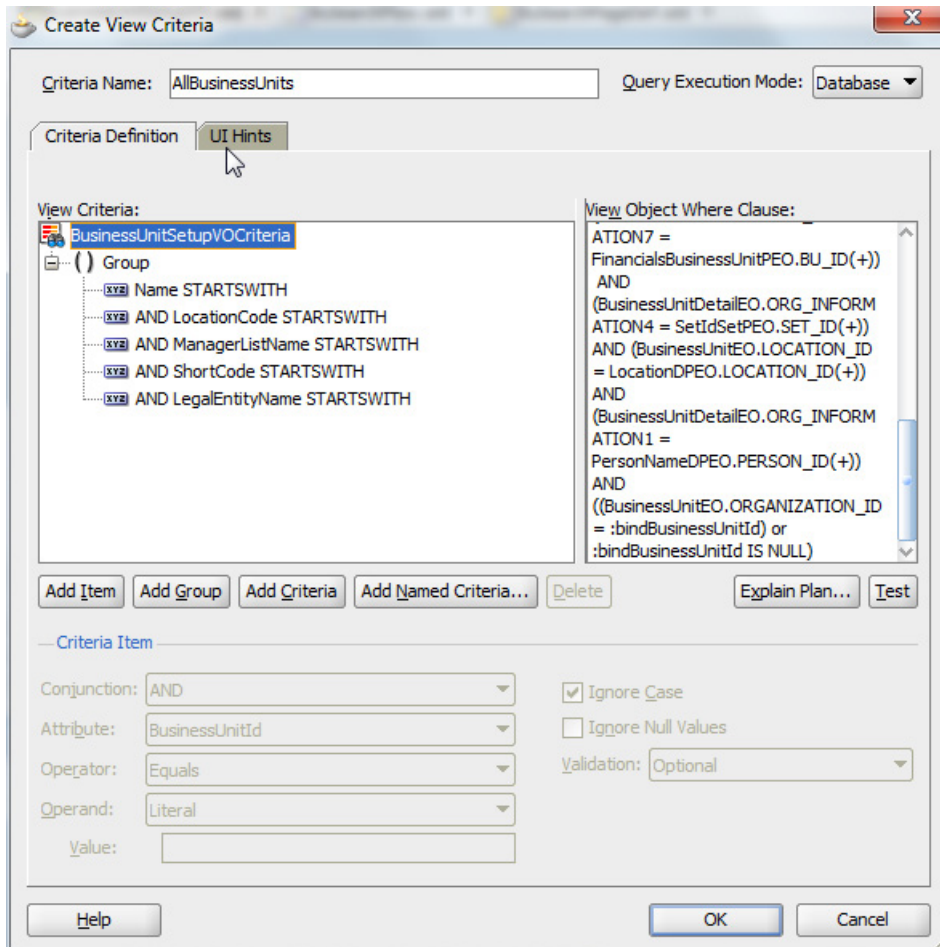 Create View Criteria
Criteria Name: AllBusinessUnits Query Execution Mode: Database
Criteria Definition UI Hints
View Criteria:
BusinessUnitSetupVOCriteria
( ) Group
XYZ Name STARTSWITH
XYZ AND LocationCode STARTSWITH
XYZ AND ManagerListName STARTSWITH
XYZ AND ShortCode STARTSWITH
XYZ AND LegalEntityName STARTSWITH
View Object Where Clause:
ATION7 =
FinancialsBusinessUnitPEO.BU_ID(+))
AND
(BusinessUnitDetailEO.ORG_INFORM
ATION4 = SetIdSetPEO.SET_ID(+))
AND (BusinessUnitEO.LOCATION_ID
= LocationDPEO.LOCATION_ID(+))
AND
(BusinessUnitDetailEO.ORG_INFORM
ATION1 =
PersonNameDPEO.PERSON_ID(+))
AND
((BusinessUnitEO.ORGANIZATION_ID
= :bindBusinessUnitId) or
:bindBusinessUnitId IS NULL)
Add Item Add Group Add Criteria Add Named Criteria... Delete Explain Plan... Test
Criteria Item
Conjunction: AND
Attribute: BusinessUnitId
Operator: Equals
Operand: Literal
Value:
Ignore Case
Ignore Null Values
Validation: Optional
Help OK Cancel